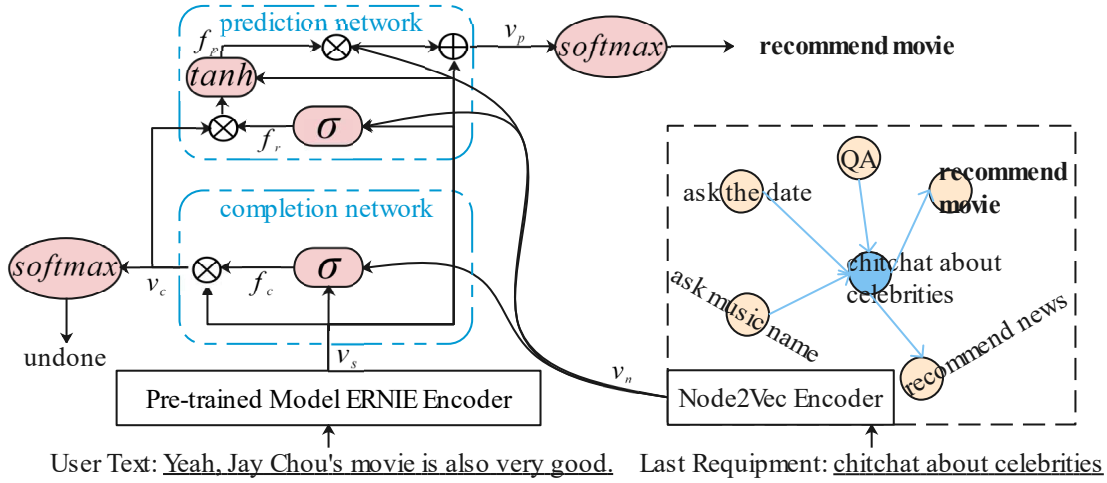 prediction network
f_p
v_p
softmax
recommend movie
tanh
f_r
σ
QA
ask the date
recommend
movie
completion network
softmax
v_c
f_c
σ
chitchat about
celebrities
ask music name
recommend news
undone
v_s
v_n
Pre-trained Model ERNIE Encoder
Node2Vec Encoder
User Text: Yeah, Jay Chou's movie is also very good.
Last Requipment: chitchat about celebrities